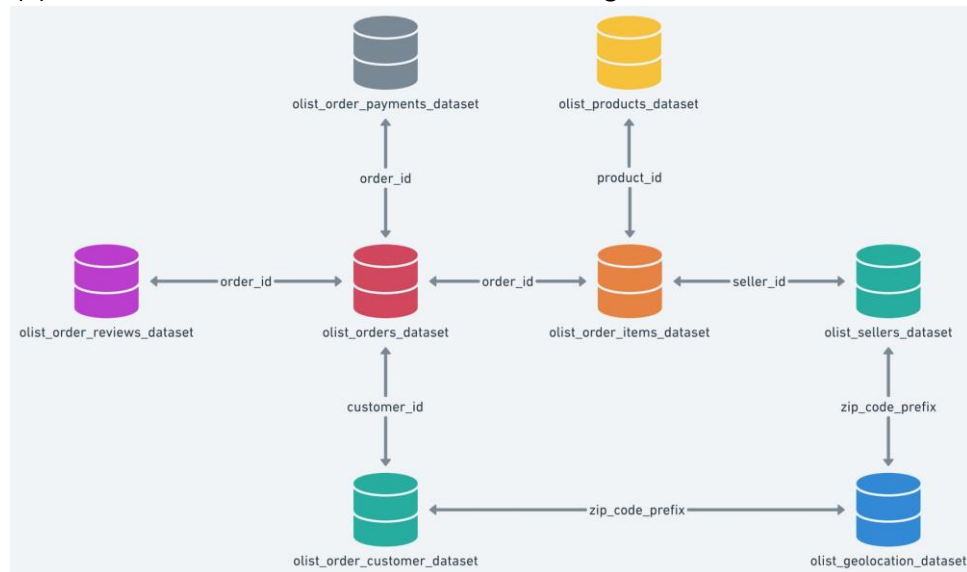 olist_order_payments_dataset
olist_products_dataset
order_id
product_id
order_id
order_id
seller_id
olist_order_reviews_dataset
olist_orders_dataset
olist_order_items_dataset
olist_sellers_dataset
customer_id
zip_code_prefix
zip_code_prefix
olist_order_customer_dataset
olist_geolocation_dataset